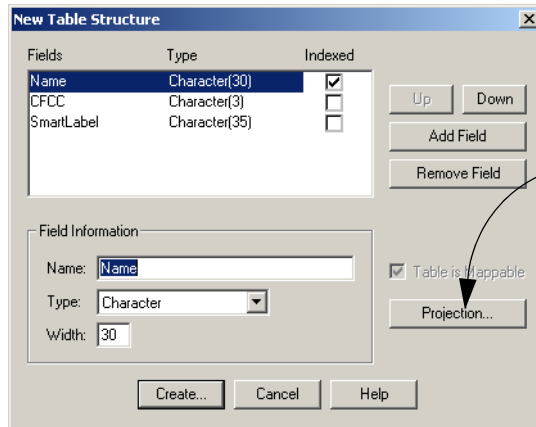 New Table Structure
Fields Type Indexed
Name Character(30)
CFCC Character(3)
SmartLabel Character(35)
Up Down
Add Field
Remove Field
Field Information
Name: Name
Table is Mappable
Type: Character
Projection...
Width: 30
Create... Cancel Help